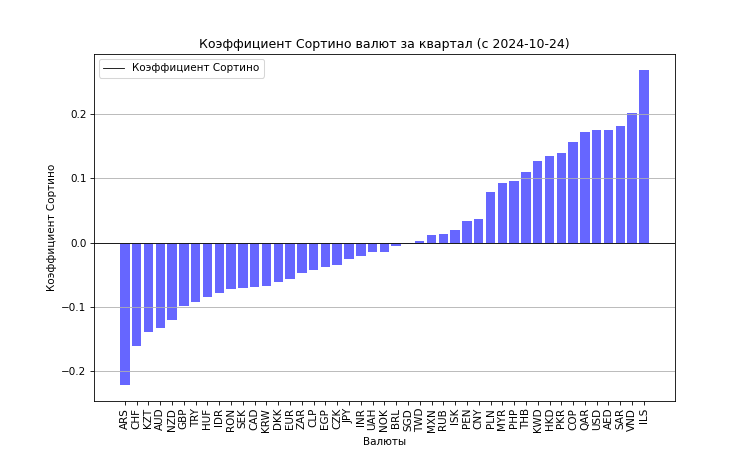 Коэффициент Сортино валют за квартал (с 2024-10-24)
Коэффициент Сортино
Коэффициент Сортино
0.2
0.1
0.0
−0.1
−0.2
ARS CHF KZT AUD NZD GBP TRY HUF IDR RON SEK CAD KRW DKK EUR ZAR CLP EGP CZK JPY INR UAH NOK BRL SGD TWD MXN RUB ISK PEN CNY PLN MYR PHP THB KWD HKD PKR COP QAR USD AED SAR VND ILS
Валюты